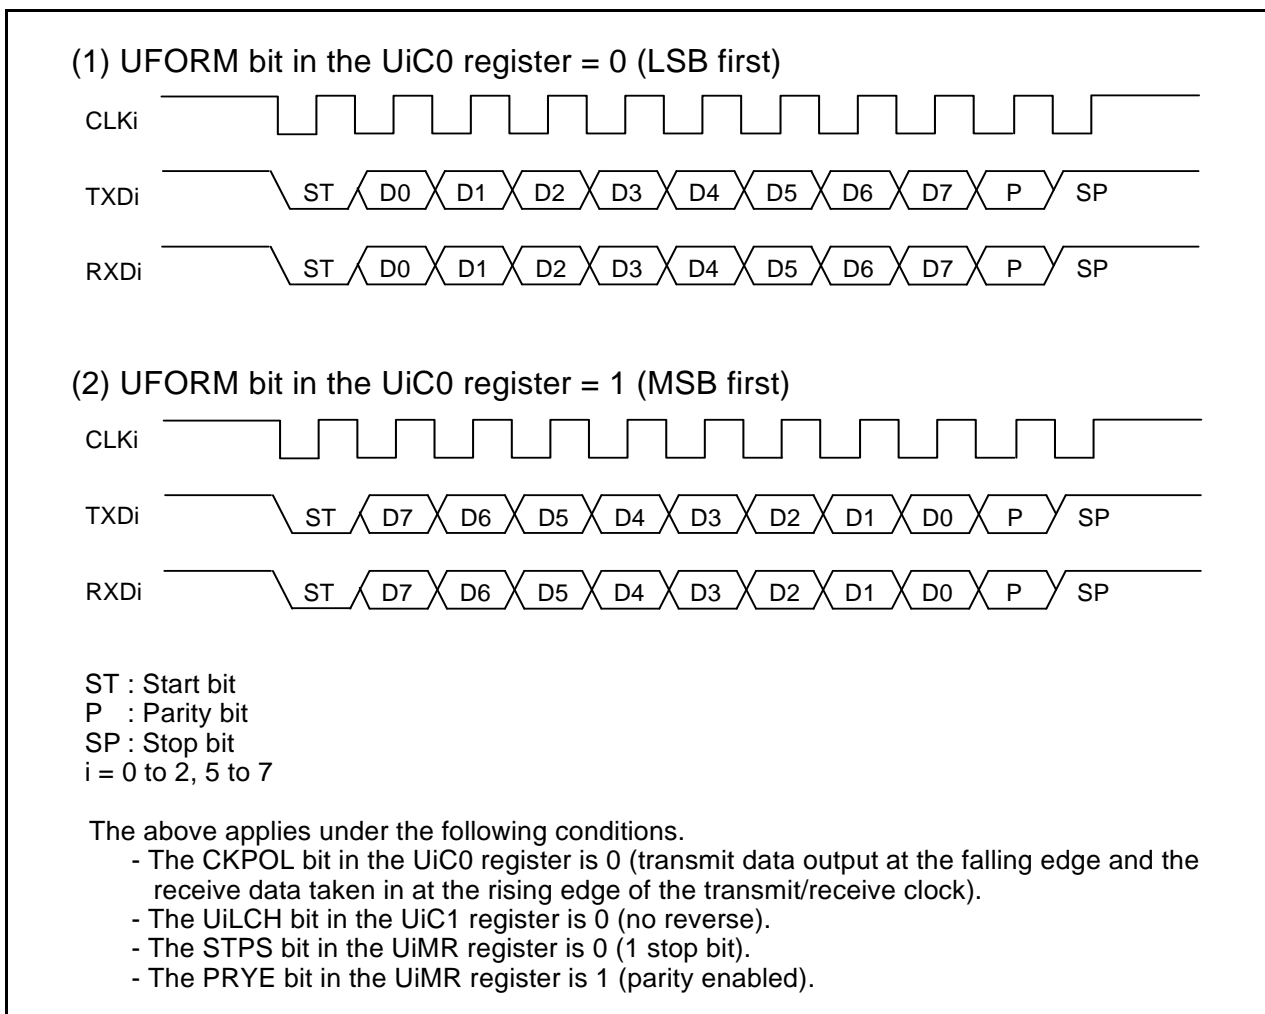 (1) UFORM bit in the UiC0 register = 0 (LSB first)
CLKi
TXDi ST D0 D1 D2 D3 D4 D5 D6 D7 P SP
RXDi ST D0 D1 D2 D3 D4 D5 D6 D7 P SP
(2) UFORM bit in the UiC0 register = 1 (MSB first)
CLKi
TXDi ST D7 D6 D5 D4 D3 D2 D1 D0 P SP
RXDi ST D7 D6 D5 D4 D3 D2 D1 D0 P SP
ST : Start bit
P : Parity bit
SP : Stop bit
i = 0 to 2, 5 to 7
The above applies under the following conditions.
- The CKPOL bit in the UiC0 register is 0 (transmit data output at the falling edge and the
receive data taken in at the rising edge of the transmit/receive clock).
- The UiLCH bit in the UiC1 register is 0 (no reverse).
- The STPS bit in the UiMR register is 0 (1 stop bit).
- The PRYE bit in the UiMR register is 1 (parity enabled).